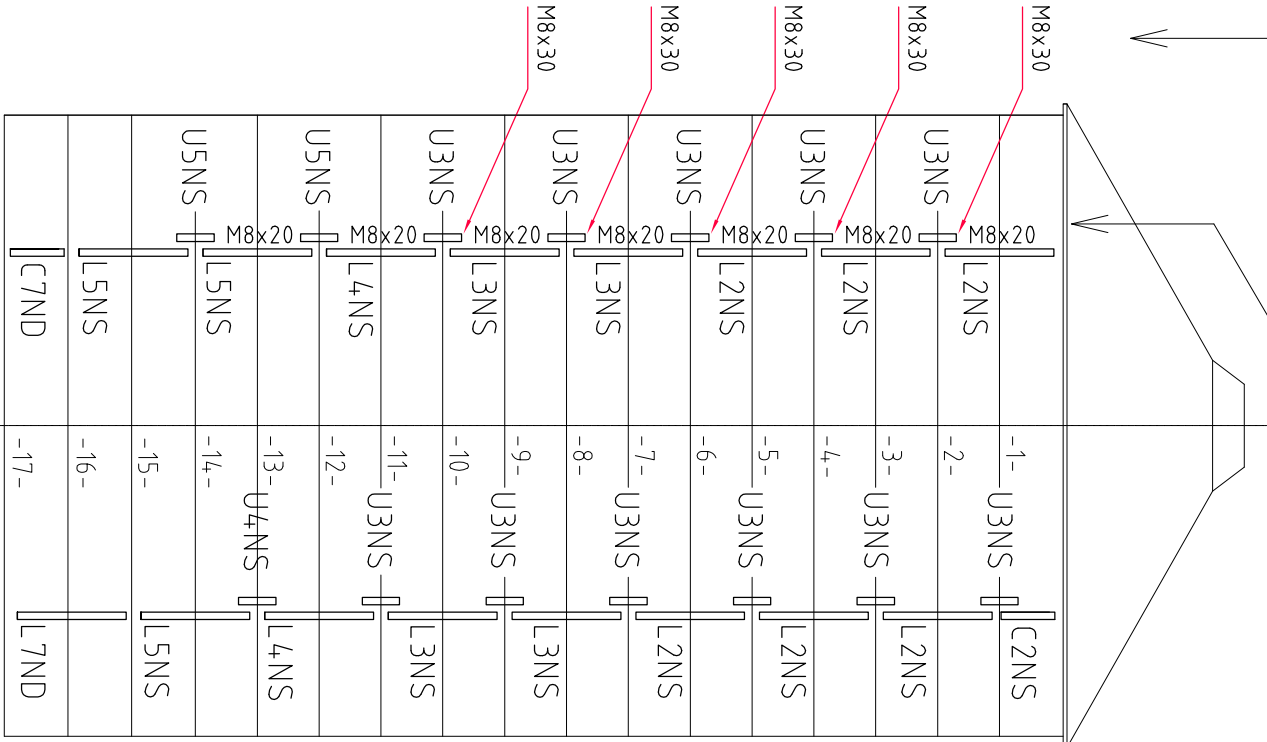 M8x30
M8x30
M8x30
M8x30
M8x30
U5NS
U5NS
U3NS
U3NS
U3NS
U3NS
U3NS
M8x20
M8x20
M8x20
M8x20
M8x20
M8x20
M8x20
C7ND
L5NS
L5NS
L4NS
L3NS
L3NS
L2NS
L2NS
L2NS
-17-
-16-
-15-
-14-
-13-
-12-
-11-
-10-
-9-
-8-
-7-
-6-
-5-
-4-
-3-
-2-
-1-
U4NS
U3NS
U3NS
U3NS
U3NS
U3NS
U3NS
L7ND
L5NS
L4NS
L3NS
L3NS
L2NS
L2NS
L2NS
C2NS